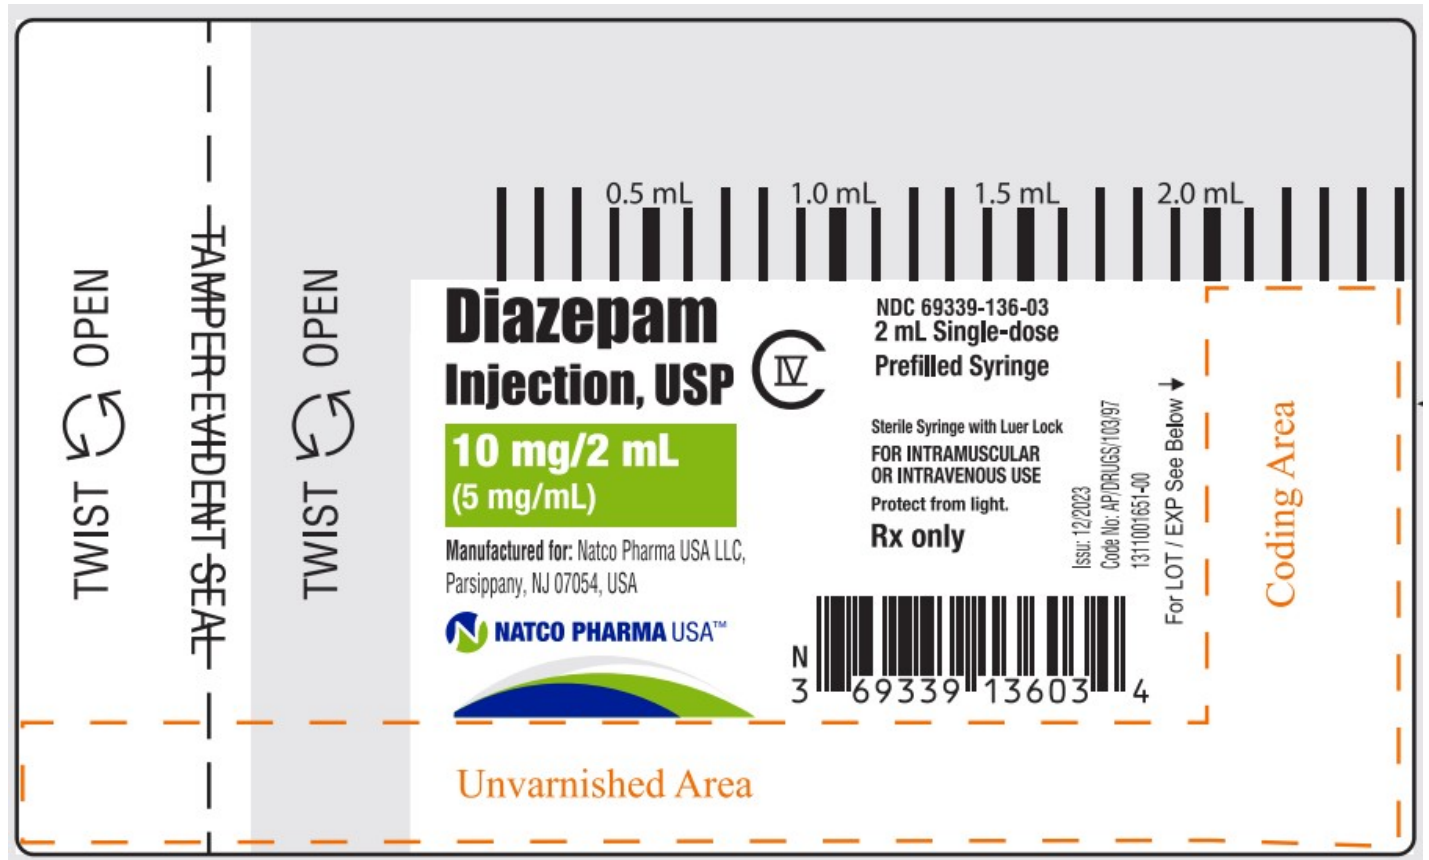 TWIST OPEN
TAMPER EVIDENT SEAL
TWIST OPEN
0.5 mL 1.0 mL 1.5 mL 2.0 mL
Diazepam
Injection, USP
CIV
10 mg/2 mL
(5 mg/mL)
Manufactured for: Natco Pharma USA LLC,
Parsippany, NJ 07054, USA
N NATCO PHARMA USA™
NDC 69339-136-03
2 mL Single-dose
Prefilled Syringe
Sterile Syringe with Luer Lock
FOR INTRAMUSCULAR
OR INTRAVENOUS USE
Protect from light.
Rx only
N
3 69339 13603 4
Issu: 12/2023
Code No: AP/DRUGS/103/97
1311001651-00
For LOT / EXP See Below
Coding Area
Unvarnished Area